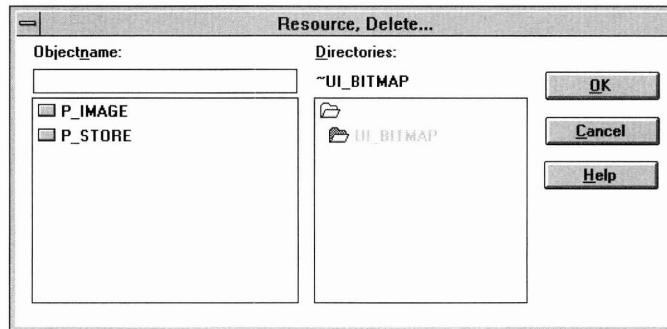 Resource, Delete...
Objectname:
Directories:
~UI_BITMAP
OK
P_IMAGE
P_STORE
UI_BITMAP
Cancel
Help